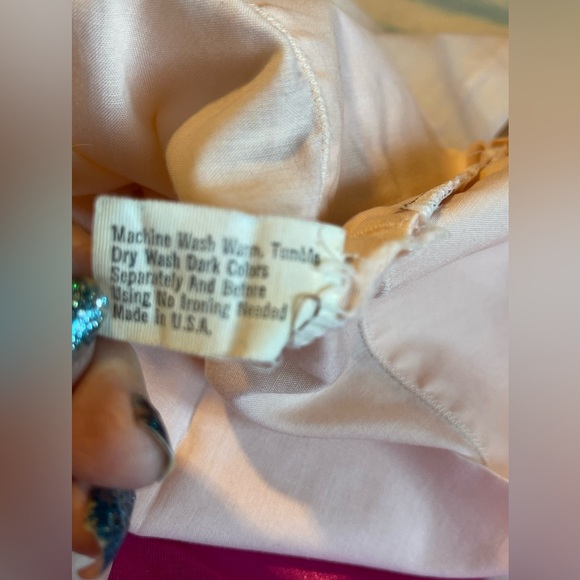 Machine Wash Warm. Tumble
Dry Wash Dark Colors
Separately And Before
Using No Ironing Needed
Made In U.S.A.